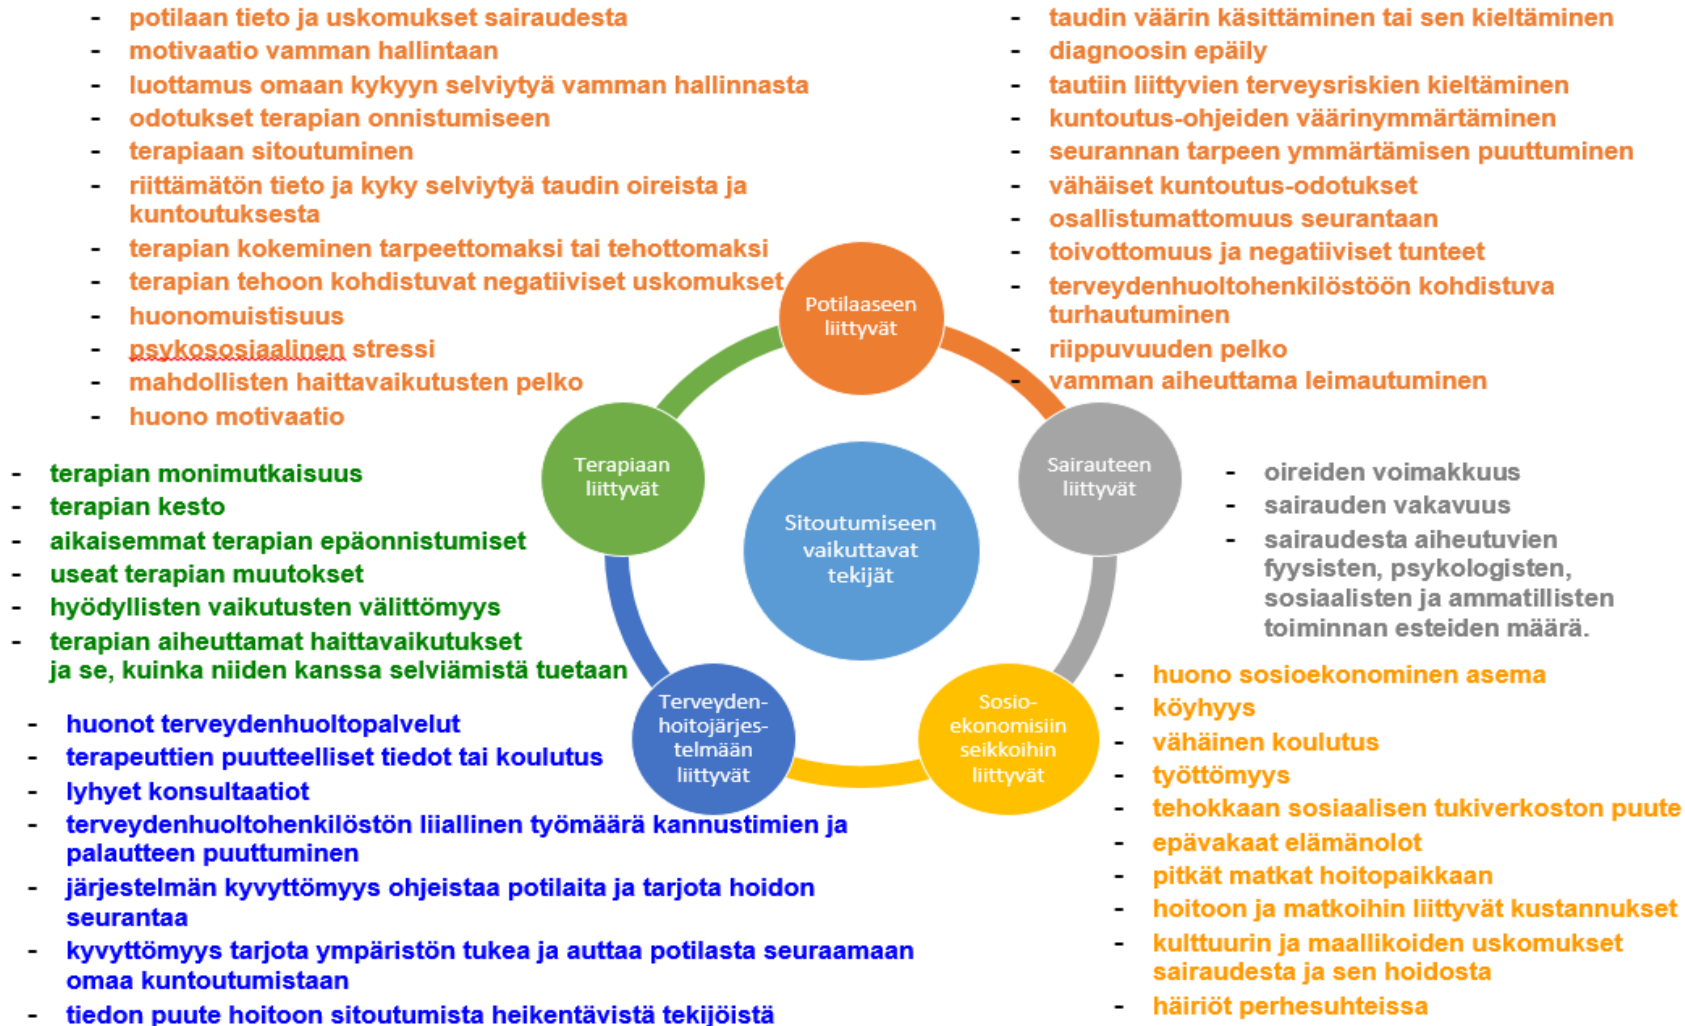 - potilaan tieto ja uskomukset sairaudesta
- motivaatio vamman hallintaan
- luottamus omaan kykyyn selviytyä vamman hallinnasta
- odotukset terapian onnistumiseen
- terapiaan sitoutuminen
- riittämätön tieto ja kyky selviytyä taudin oireista ja
kuntoutuksesta
- terapian kokeminen tarpeettomaksi tai tehottomaksi
- terapian tehoon kohdistuvat negatiiviset uskomukset
- huonomuistisuus
- psykososiaalinen stressi
- mahdollisten haittavaikutusten pelko
- huono motivaatio
- taudin väärin käsittäminen tai sen kieltäminen
- diagnoosin epäily
- tautiin liittyvien terveysriskien kieltäminen
- kuntoutus-ohjeiden väärinymmärtäminen
- seurannan tarpeen ymmärtämisen puuttuminen
- vähäiset kuntoutus-odotukset
- osallistumattomuus seurantaan
- toivottomuus ja negatiiviset tunteet
- terveydenhuoltohenkilöstöön kohdistuva
turhautuminen
- riippuvuuden pelko
- vamman aiheuttama leimautuminen
Potilaaseen
liittyvät
Terapiaan
liittyvät
Sairauteen
liittyvät
Sitoutumiseen
vaikuttavat
tekijät
Terveyden-
hoitojärjes-
telmään
liittyvät
Sosio-
ekonomisiin
seikkoihin
liittyvät
- terapian monimutkaisuus
- terapian kesto
- aikaisemmat terapian epäonnistumiset
- useat terapian muutokset
- hyödyllisten vaikutusten välittömyys
- terapian aiheuttamat haittavaikutukset
ja se, kuinka niiden kanssa selviämistä tuetaan
- oireiden voimakkuus
- sairauden vakavuus
- sairaudesta aiheutuvien
fyysisten, psykologisten,
sosiaalisten ja ammatillisten
toiminnan esteiden määrä.
- huonot terveydenhuoltopalvelut
- terapeuttien puutteelliset tiedot tai koulutus
- lyhyet konsultaatiot
- terveydenhuoltohenkilöstön liiallinen työmäärä kannustimien ja
palautteen puuttuminen
- järjestelmän kyvyttömyys ohjeistaa potilaita ja tarjota hoidon
seurantaa
- kyvyttömyys tarjota ympäristön tukea ja auttaa potilasta seuraamaan
omaa kuntoutumistaan
- tiedon puute hoitoon sitoutumista heikentävistä tekijöistä
- huono sosioekonominen asema
- köyhyys
- vähäinen koulutus
- työttömyys
- tehokkaan sosiaalisen tukiverkoston puute
- epävakaat elämänolot
- pitkät matkat hoitopaikkaan
- hoitoon ja matkoihin liittyvät kustannukset
- kulttuurin ja maallikoiden uskomukset
sairaudesta ja sen hoidosta
- häiriöt perhesuhteissa